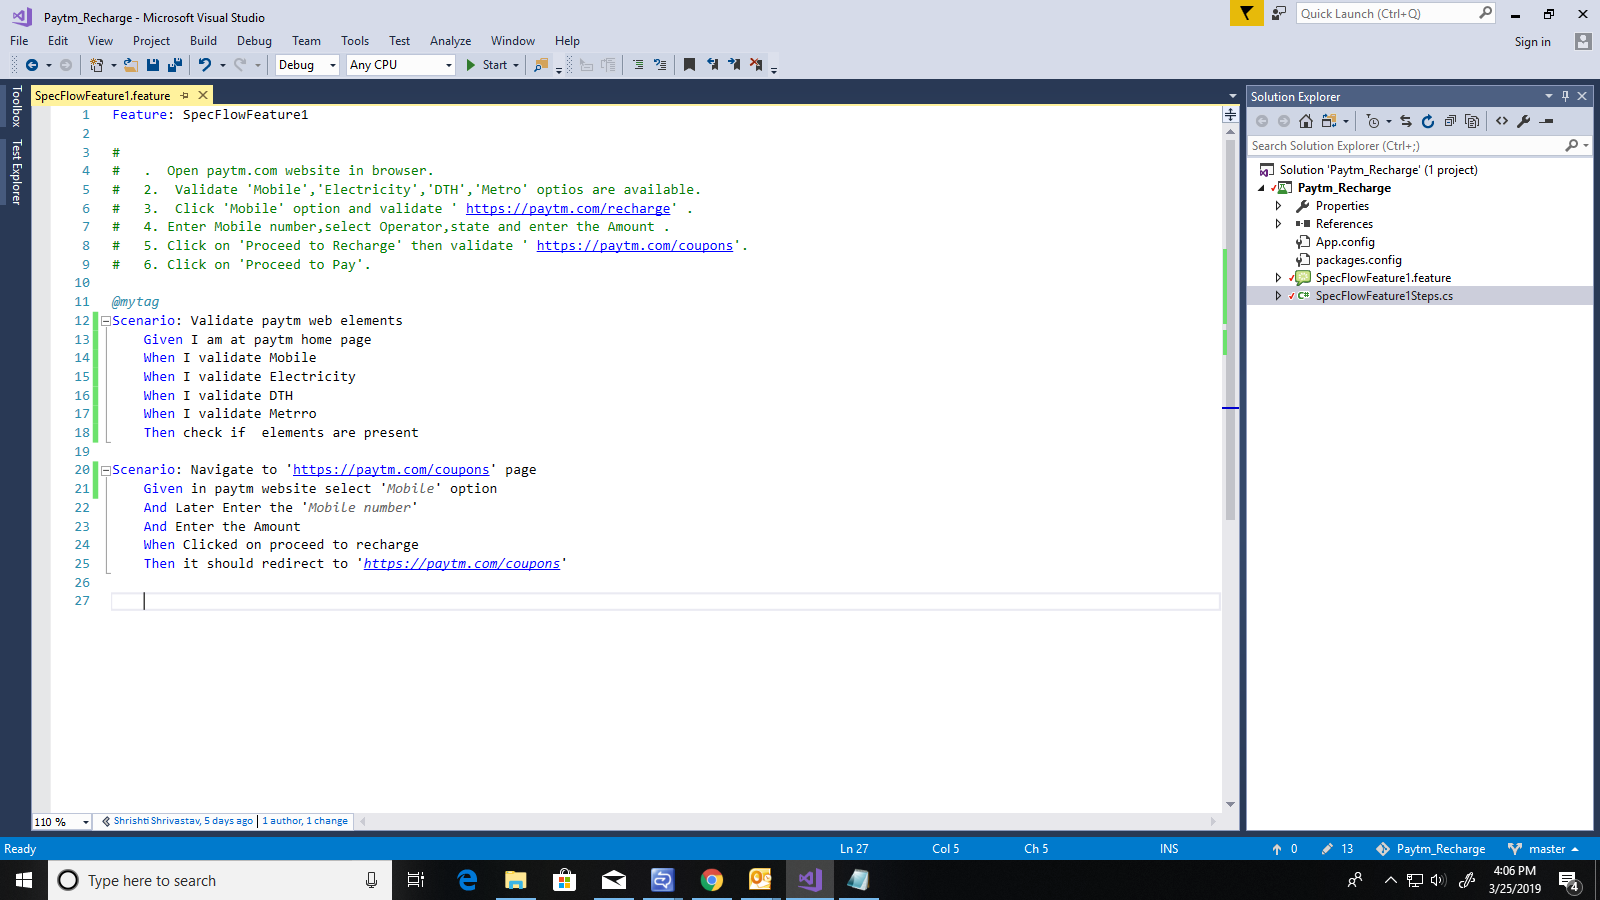 Paytm_Recharge - Microsoft Visual Studio
Quick Launch (Ctrl+Q)
File Edit View Project Build Debug Team Tools Test Analyze Window Help
Sign in
Debug Any CPU Start
Toolbox
Test Explorer
SpecFlowFeature1.feature
1 Feature: SpecFlowFeature1
2
3 #
4 # . Open paytm.com website in browser.
5 # 2. Validate 'Mobile','Electricity','DTH','Metro' optios are available.
6 # 3. Click 'Mobile' option and validate ' https://paytm.com/recharge' .
7 # 4. Enter Mobile number,select Operator,state and enter the Amount .
8 # 5. Click on 'Proceed to Recharge' then validate ' https://paytm.com/coupons'.
9 # 6. Click on 'Proceed to Pay'.
10
11 @mytag
12 Scenario: Validate paytm web elements
13 Given I am at paytm home page
14 When I validate Mobile
15 When I validate Electricity
16 When I validate DTH
17 When I validate Metrro
18 Then check if  elements are present
19
20 Scenario: Navigate to 'https://paytm.com/coupons' page
21 Given in paytm website select 'Mobile' option
22 And Later Enter the 'Mobile number'
23 And Enter the Amount
24 When Clicked on proceed to recharge
25 Then it should redirect to 'https://paytm.com/coupons'
26
27
110 % Shrishti Shrivastav, 5 days ago | 1 author, 1 change
Solution Explorer
Search Solution Explorer (Ctrl+;)
Solution 'Paytm_Recharge' (1 project)
Paytm_Recharge
Properties
References
App.config
packages.config
SpecFlowFeature1.feature
C# SpecFlowFeature1Steps.cs
Ready Ln 27 Col 5 Ch 5 INS 0 13 Paytm_Recharge master
Type here to search
4:06 PM
3/25/2019
4